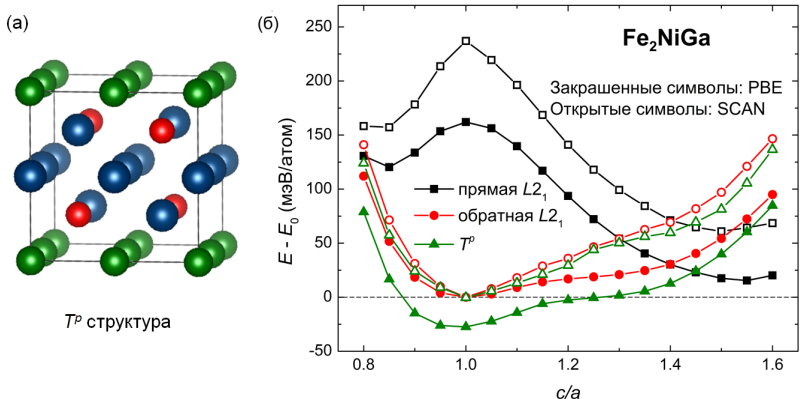 (а)
Tᵖ структура
(б)
Fe₂NiGa
Закрашенные символы: PBE
Открытые символы: SCAN
прямая L2₁
обратная L2₁
Tᵖ
E - E₀ (мэВ/атом)
250
200
150
100
50
0
-50
0.8 1.0 1.2 1.4 1.6
c/a